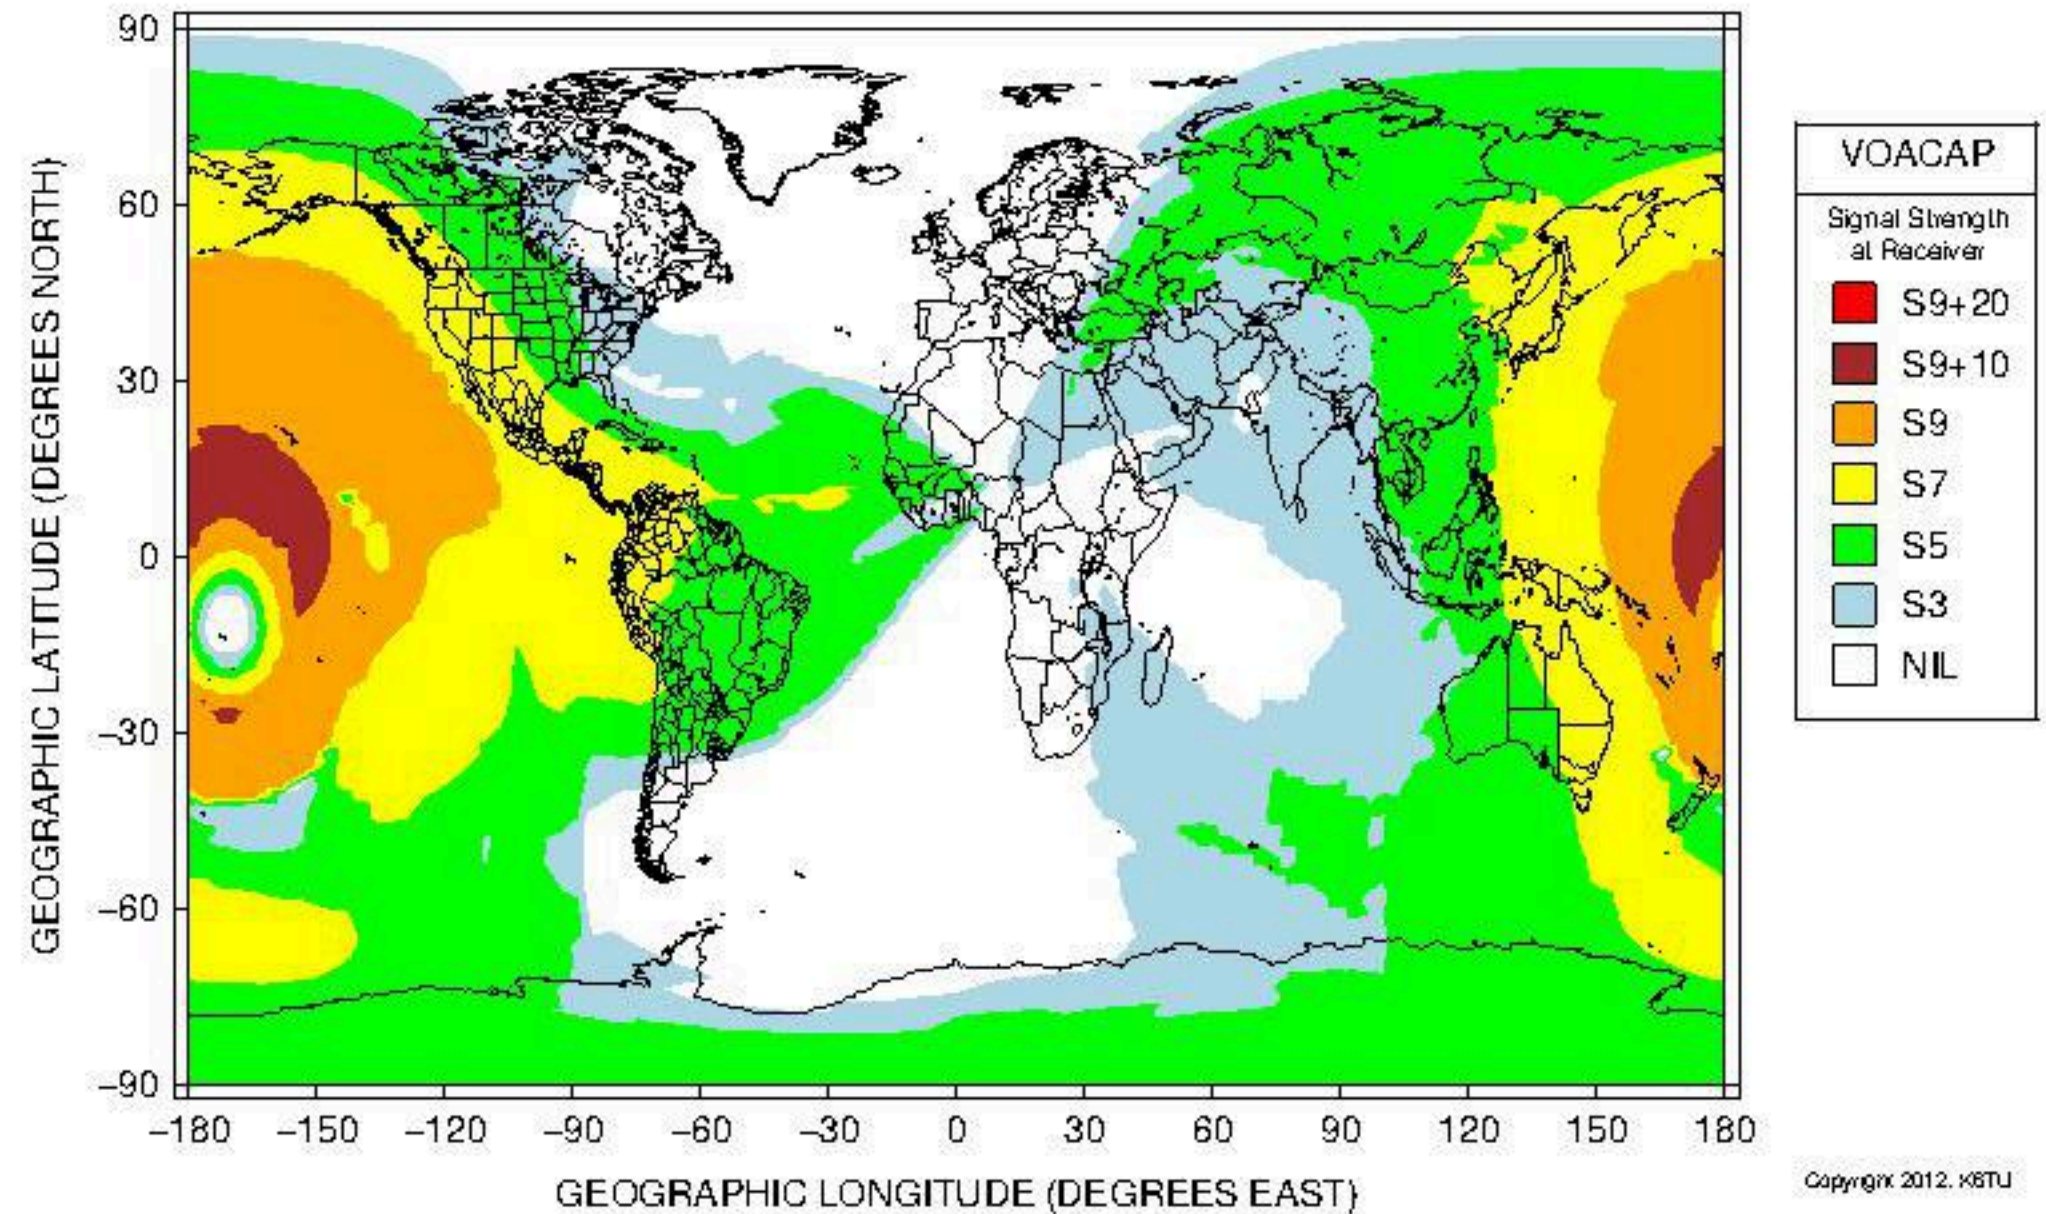 90
60
30
0
−30
−60
−90
GEOGRAPHIC LATITUDE (DEGREES NORTH)
−180 −150 −120 −90 −60 −30 0 30 60 90 120 150 180
GEOGRAPHIC LONGITUDE (DEGREES EAST)
VOACAP
Signal Strength
at Receiver
S9+20
S9+10
S9
S7
S5
S3
NIL
Copyright 2012. K6TU